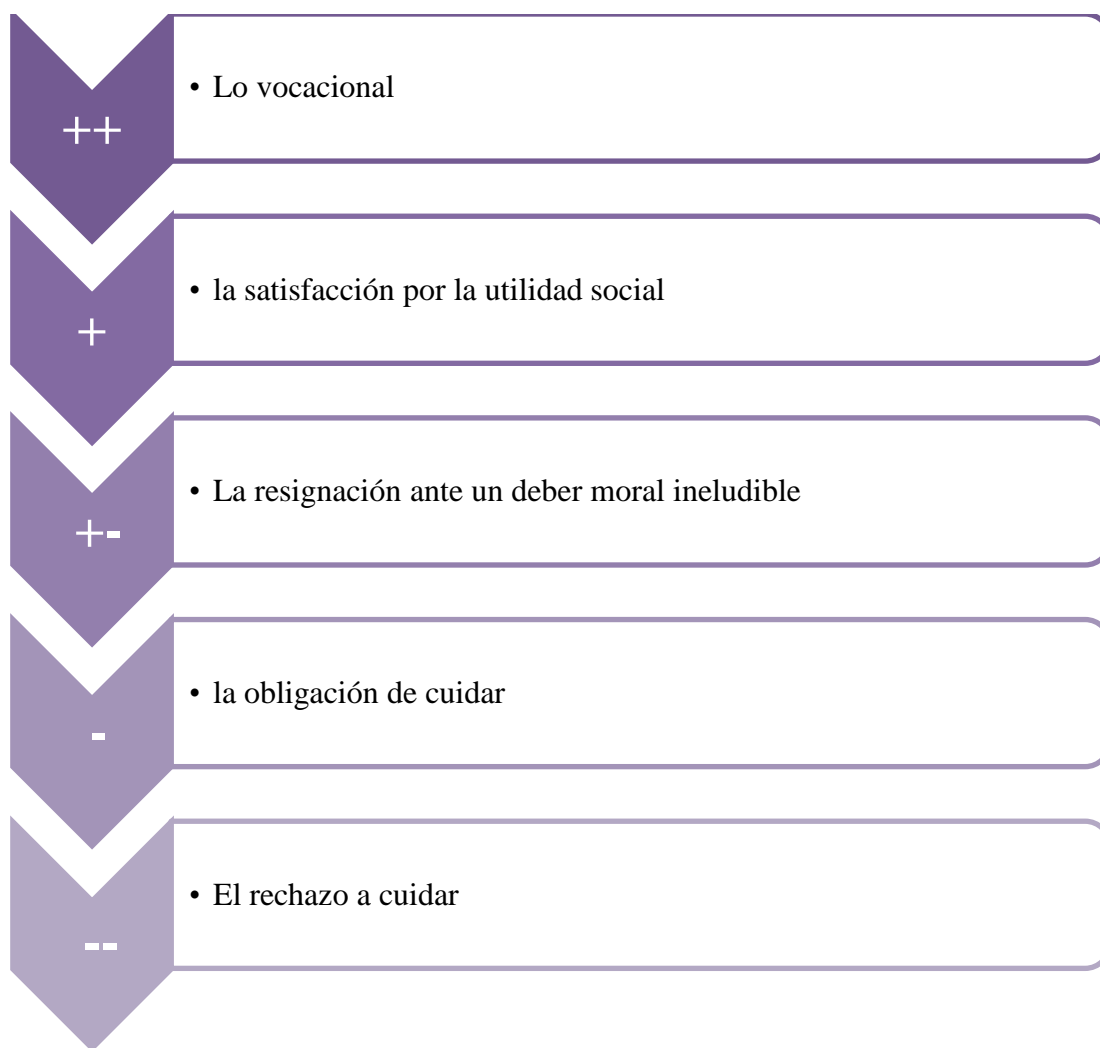 ++
• Lo vocacional
+
• la satisfacción por la utilidad social
+-
• La resignación ante un deber moral ineludible
-
• la obligación de cuidar
--
• El rechazo a cuidar